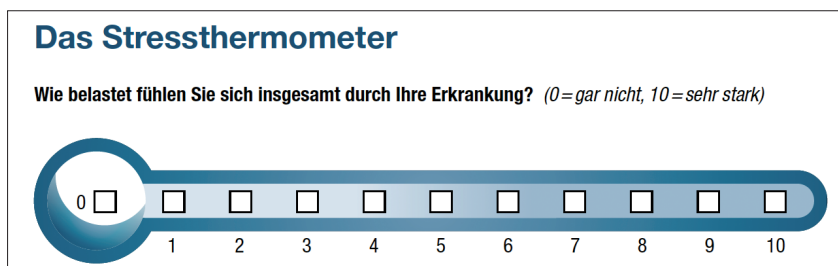 Das Stressthermometer
Wie belastet fühlen Sie sich insgesamt durch Ihre Erkrankung? (0 = gar nicht, 10 = sehr stark)
0
1 2 3 4 5 6 7 8 9 10